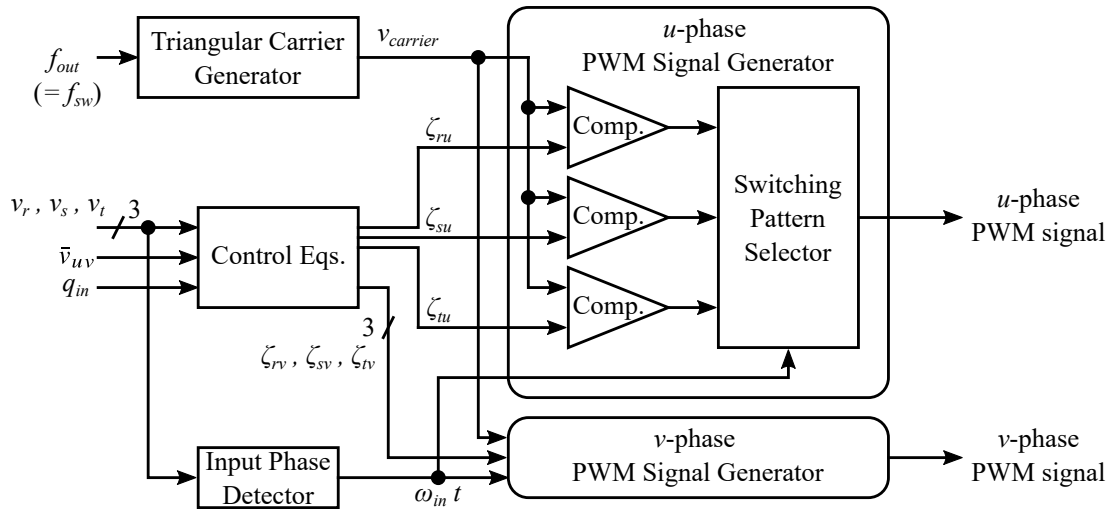 f_out
(= f_sw)
Triangular Carrier
Generator
v_carrier
u-phase
PWM Signal Generator
Comp.
Comp.
Comp.
Switching
Pattern
Selector
u-phase
PWM signal
v_r , v_s , v_t
3
v̄_uv
q_in
Control Eqs.
ζ_ru
ζ_su
ζ_tu
3
ζ_rv , ζ_sv , ζ_tv
Input Phase
Detector
ω_in t
v-phase
PWM Signal Generator
v-phase
PWM signal